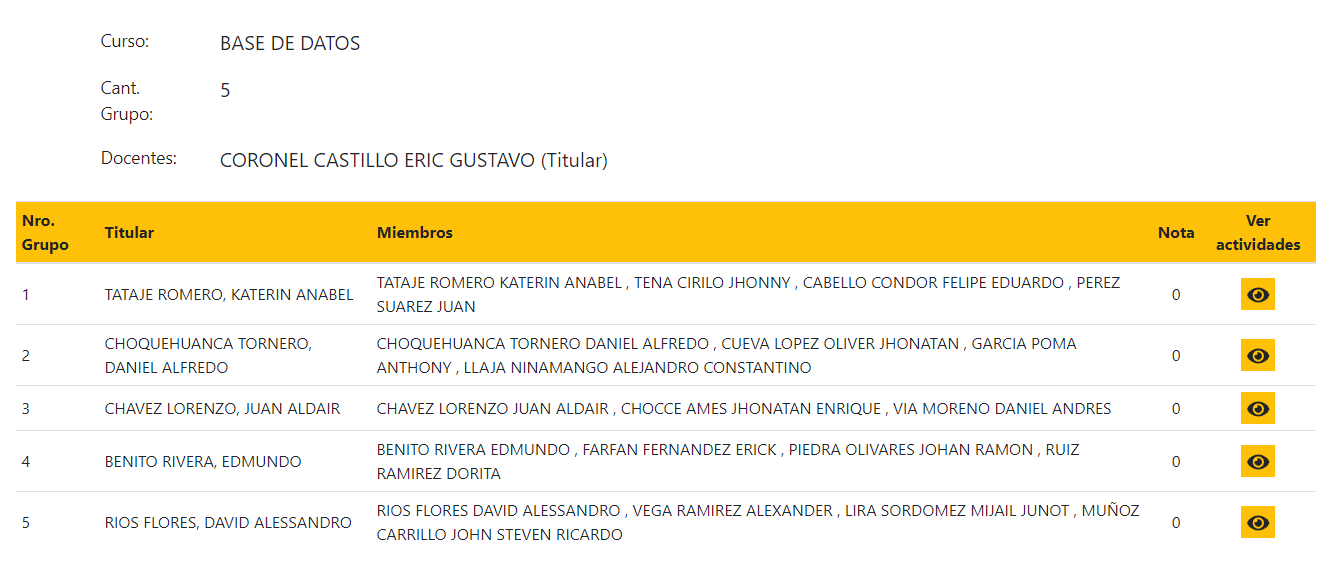 Curso: BASE DE DATOS
Cant. 5
Grupo:
Docentes: CORONEL CASTILLO ERIC GUSTAVO (Titular)
Nro. Grupo Titular Miembros Nota Ver actividades
1 TATAJE ROMERO, KATERIN ANABEL TATAJE ROMERO KATERIN ANABEL , TENA CIRILO JHONNY , CABELLO CONDOR FELIPE EDUARDO , PEREZ
SUAREZ JUAN 0
2 CHOQUEHUANCA TORNERO, DANIEL ALFREDO CHOQUEHUANCA TORNERO DANIEL ALFREDO , CUEVA LOPEZ OLIVER JHONATAN , GARCIA POMA
ANTHONY , LLAJA NINAMANGO ALEJANDRO CONSTANTINO 0
3 CHAVEZ LORENZO, JUAN ALDAIR CHAVEZ LORENZO JUAN ALDAIR , CHOCCE AMES JHONATAN ENRIQUE , VIA MORENO DANIEL ANDRES 0
4 BENITO RIVERA, EDMUNDO BENITO RIVERA EDMUNDO , FARFAN FERNANDEZ ERICK , PIEDRA OLIVARES JOHAN RAMON , RUIZ
RAMIREZ DORITA 0
5 RIOS FLORES, DAVID ALESSANDRO RIOS FLORES DAVID ALESSANDRO , VEGA RAMIREZ ALEXANDER , LIRA SORDOMEZ MIJAIL JUNOT , MUÑOZ
CARRILLO JOHN STEVEN RICARDO 0